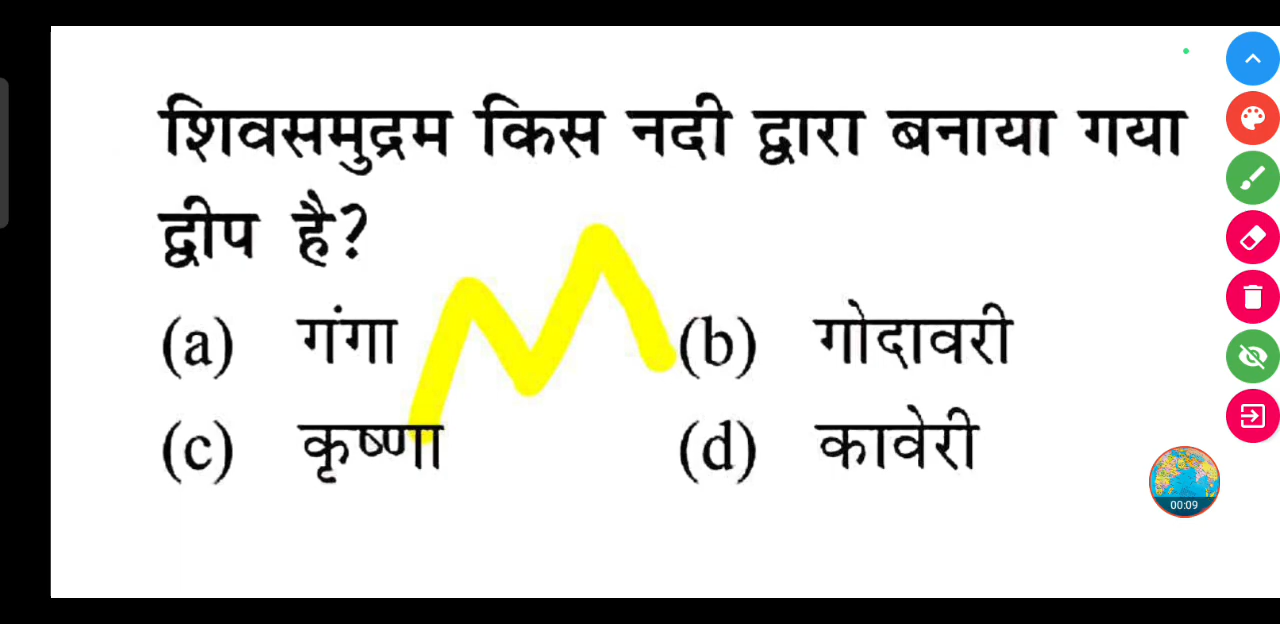 शिवसमुद्रम किस नदी द्वारा बनाया गया
द्वीप है?
(a) गंगा (b) गोदावरी
(c) कृष्णा (d) कावेरी
00:09